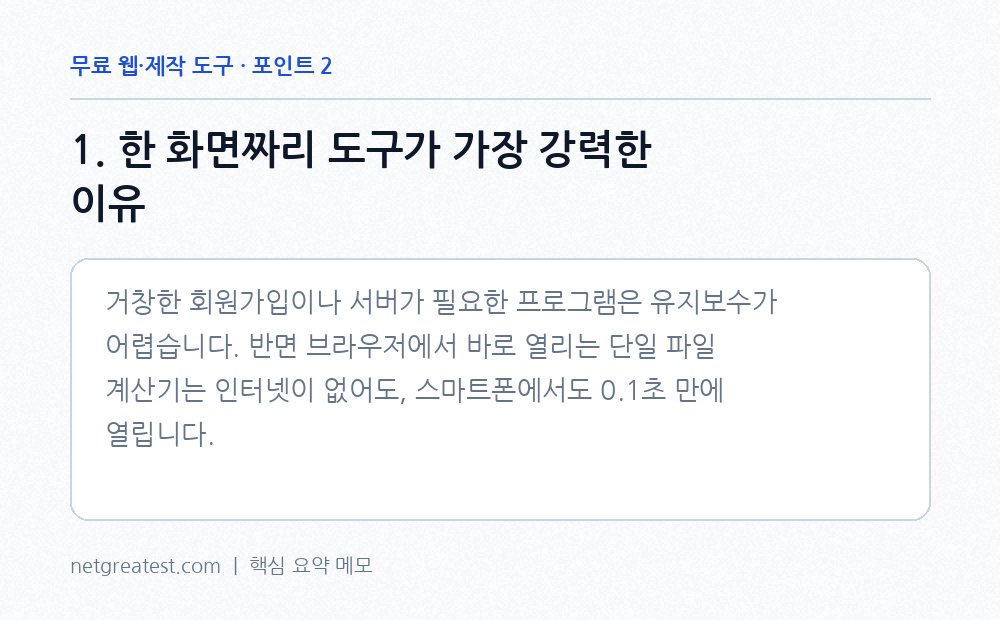 무료 웹·제작 도구 · 포인트 2
1. 한 화면짜리 도구가 가장 강력한
이유
거창한 회원가입이나 서버가 필요한 프로그램은 유지보수가
어렵습니다. 반면 브라우저에서 바로 열리는 단일 파일
계산기는 인터넷이 없어도, 스마트폰에서도 0.1초 만에
열립니다.
netgreatest.com | 핵심 요약 메모